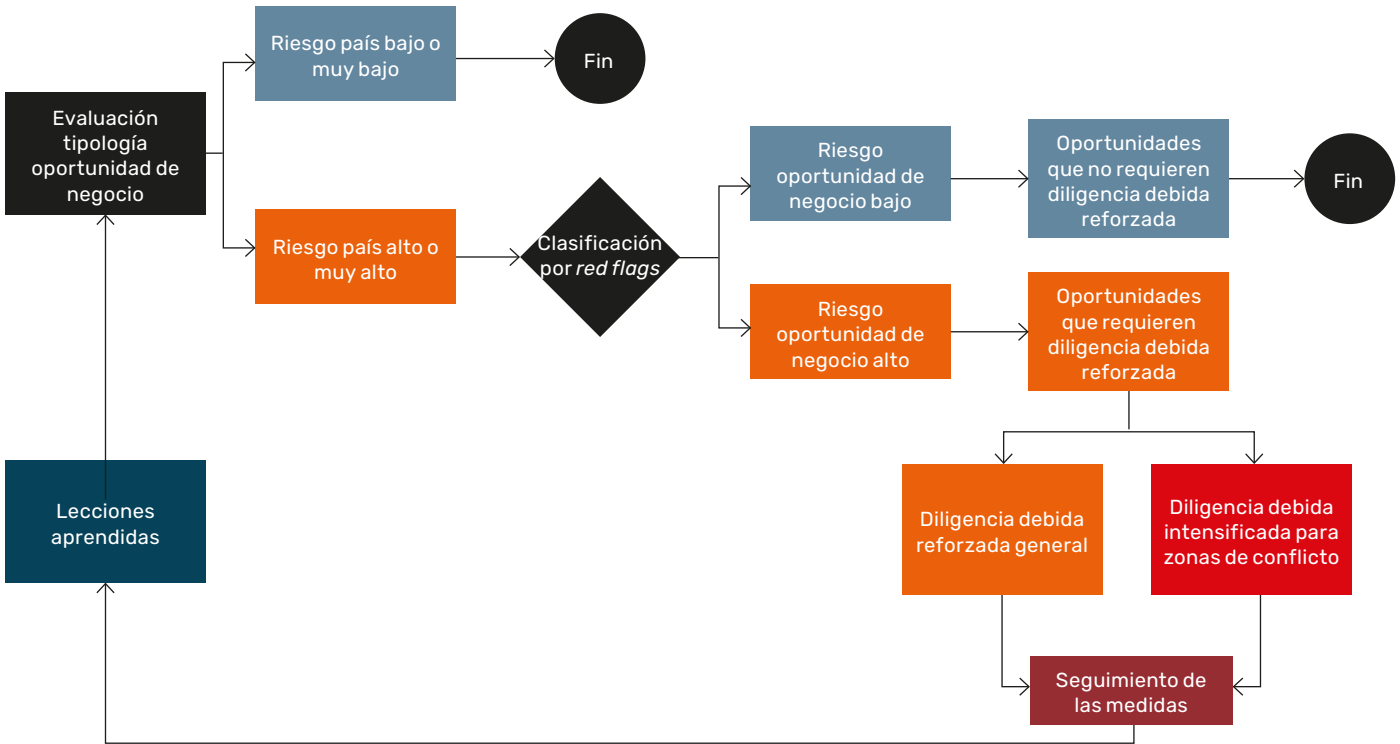 Riesgo país bajo o
muy bajo
Fin
Evaluación
tipología
oportunidad de
negocio
Riesgo país alto o
muy alto
Clasificación
por red flags
Riesgo
oportunidad de
negocio bajo
Oportunidades
que no requieren
diligencia debida
reforzada
Fin
Riesgo
oportunidad de
negocio alto
Oportunidades
que requieren
diligencia debida
reforzada
Lecciones
aprendidas
Diligencia debida
reforzada general
Diligencia debida
intensificada para
zonas de conflicto
Seguimiento de
las medidas